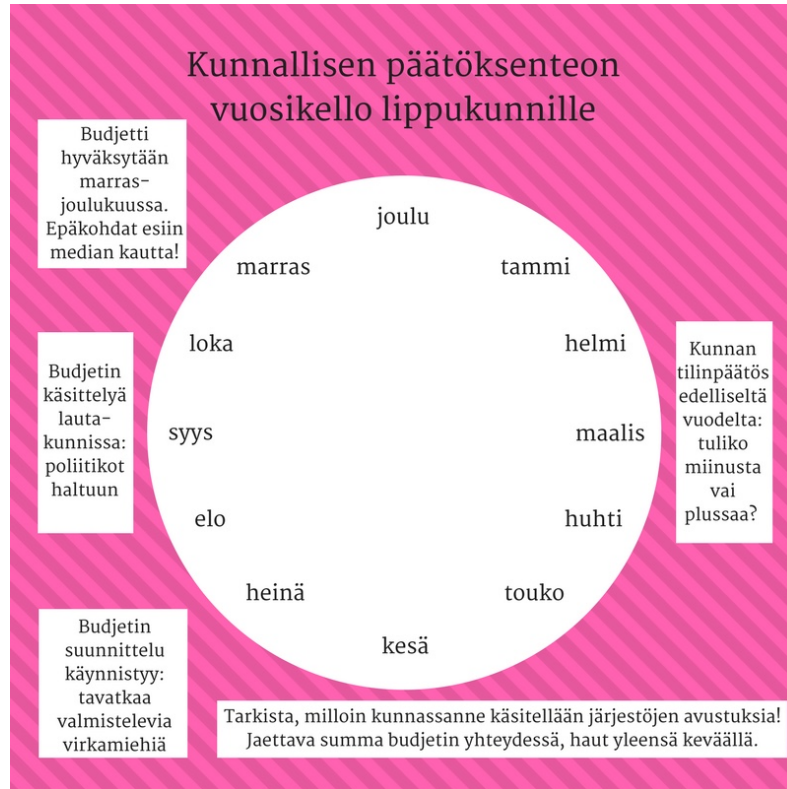 Kunnallisen päätöksenteon
vuosikello lippukunnille
Budjetti
hyväksytään
marras-
joulukuussa.
Epäkohdat esiin
median kautta!
joulu
tammi
helmi
maalis
huhti
touko
kesä
heinä
elo
syys
loka
marras
Kunnan
tilinpäätös
edelliseltä
vuodelta:
tuliko
miinusta
vai
plussaa?
Budjetin
käsittelyä
lauta-
kunnissa:
poliitikot
haltuun
Budjetin
suunnittelu
käynnistyy:
tavatkaa
valmistelevia
virkamiehiä
Tarkista, milloin kunnassanne käsitellään järjestöjen avustuksia!
Jaettava summa budjetin yhteydessä, haut yleensä keväällä.